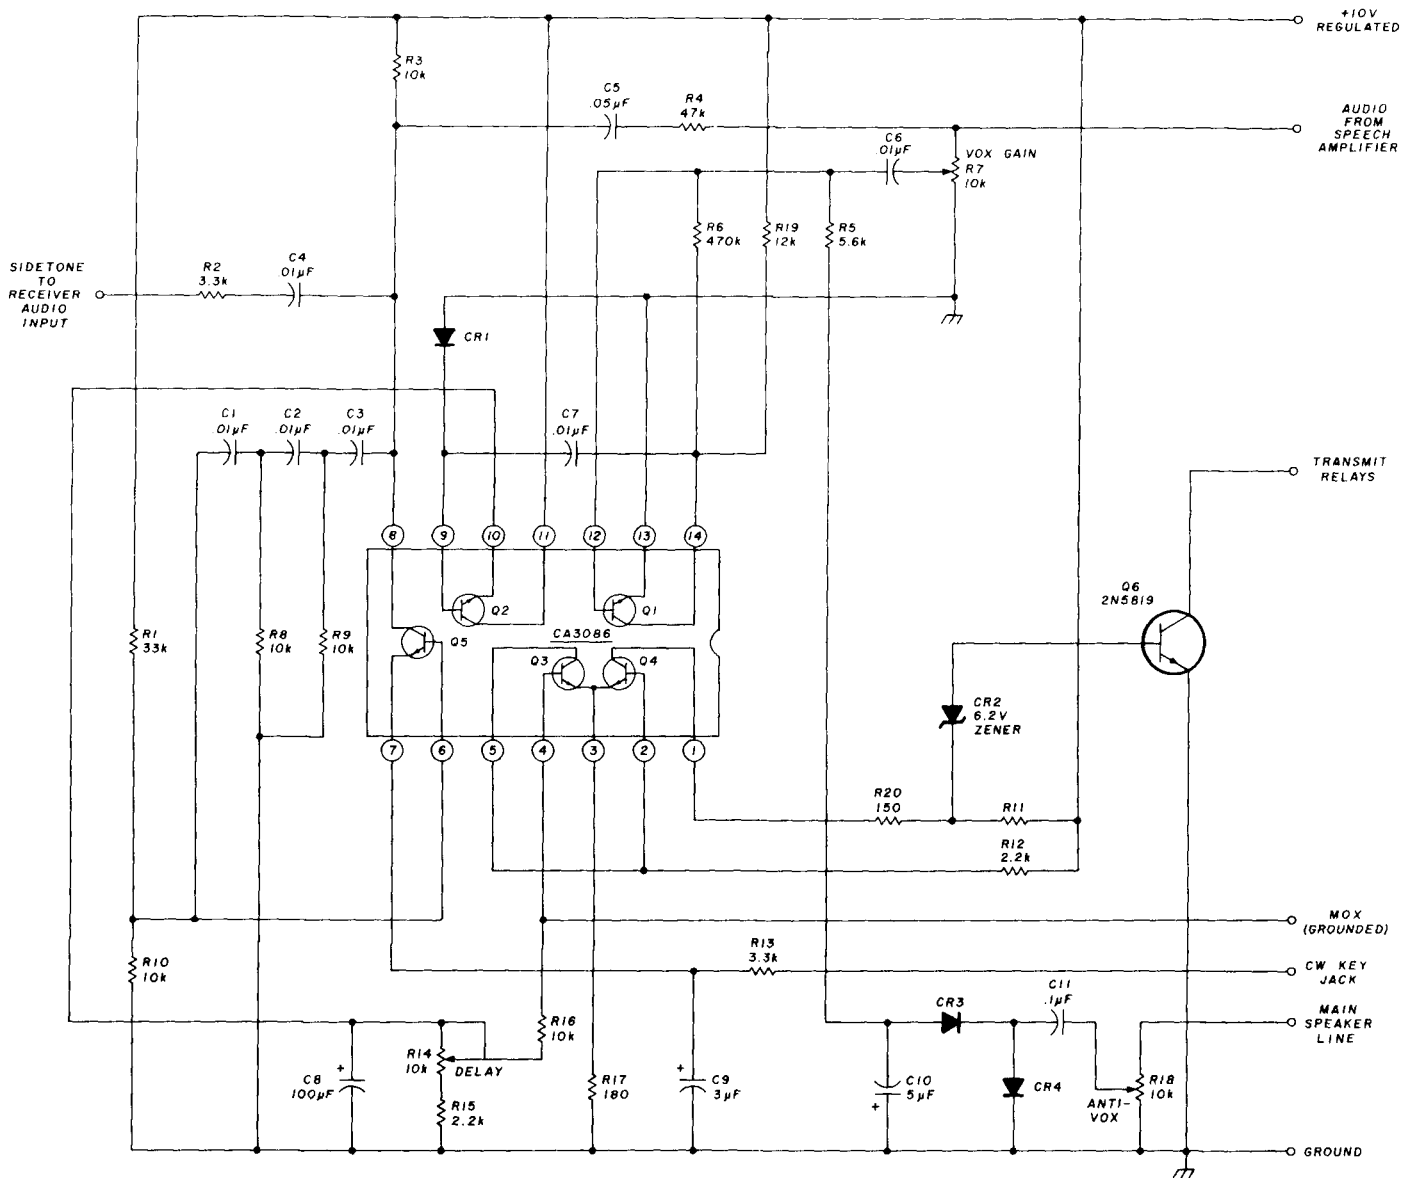 +10V
REGULATED
R3
10k
C5
.05µF
R4
47k
AUDIO
FROM
SPEECH
AMPLIFIER
C6
.01µF
VOX GAIN
R7
10k
R6
470k
R19
12k
R5
5.6k
SIDETONE
TO
RECEIVER
AUDIO
INPUT
R2
3.3k
C4
.01µF
CR1
C1
.01µF
C2
.01µF
C3
.01µF
C7
.01µF
TRANSMIT
RELAYS
8
9
10
11
12
13
14
Q2
Q1
Q6
2N5819
R1
33k
R8
10k
R9
10k
Q5
CA3086
Q3
Q4
CR2
6.2V
ZENER
7
6
5
4
3
2
1
R20
150
R11
R12
2.2k
MOX
(GROUNDED)
R10
10k
R13
3.3k
CW KEY
JACK
C11
.1µF
CR3
MAIN
SPEAKER
LINE
R16
10k
R14
10k
DELAY
C8
100µF
+
R15
2.2k
R17
180
+
C9
3µF
C10
5µF
+
CR4
ANTI-
VOX
R18
10k
GROUND